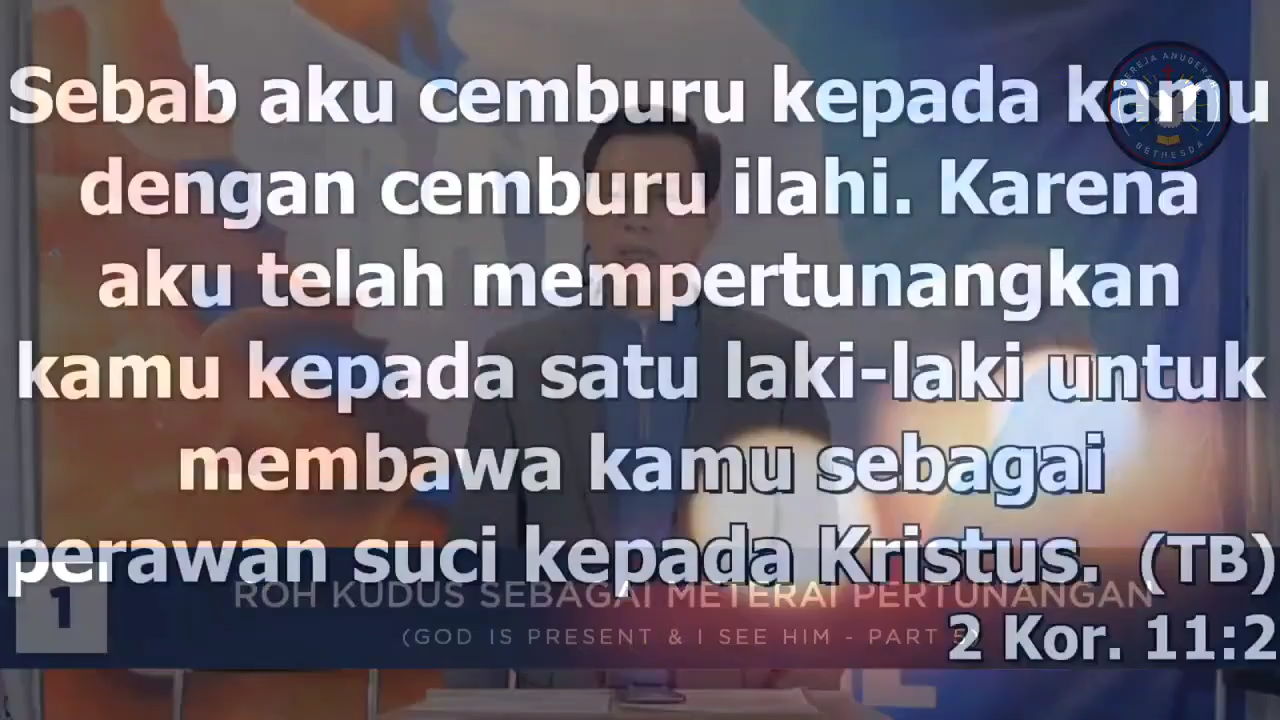 Sebab aku cemburu kepada kamu
dengan cemburu ilahi. Karena
aku telah mempertunangkan
kamu kepada satu laki-laki untuk
membawa kamu sebagai
perawan suci kepada Kristus. (TB)
2 Kor. 11:2
1
ROH KUDUS SEBAGAI METERAI PERTUNANGAN
(GOD IS PRESENT & I SEE HIM - PART 5)
BETHESDA